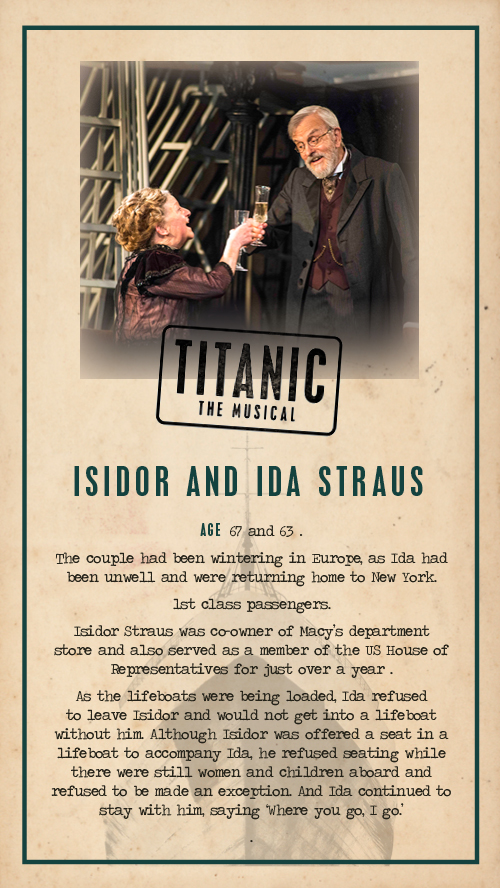 TITANIC
THE MUSICAL
ISIDOR AND IDA STRAUS
AGE 67 and 63 .
The couple had been wintering in Europe, as Ida had
been unwell and were returning home to New York.
1st class passengers.
Isidor Straus was co-owner of Macy's department
store and also served as a member of the US House of
Representatives for just over a year .
As the lifeboats were being loaded, Ida refused
to leave Isidor and would not get into a lifeboat
without him. Although Isidor was offered a seat in a
lifeboat to accompany Ida, he refused seating while
there were still women and children aboard and
refused to be made an exception. And Ida continued to
stay with him, saying 'Where you go, I go.'
.